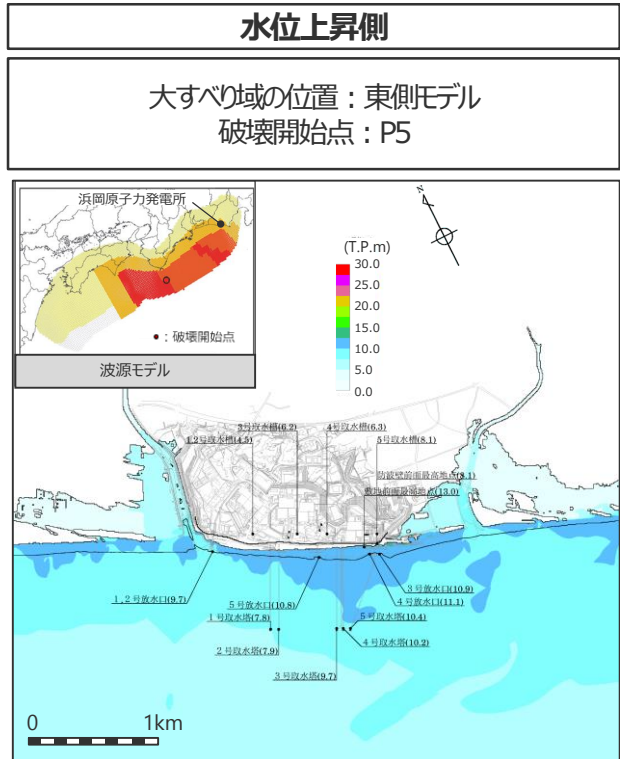 水位上昇側
大すべり域の位置：東側モデル
破壊開始点：P5
浜岡原子力発電所
●：破壊開始点
波源モデル
N
(T.P.m)
30.0
25.0
20.0
15.0
10.0
5.0
0.0
3号取水槽(6.2)
4号取水槽(6.3)
1,2号取水槽(4.5)
5号取水槽(8.1)
防波壁前面最高地点(8.1)
敷地前面最高地点(13.0)
3号放水口(10.9)
1,2号放水口(9.7)
5号放水口(10.8)
4号放水口(11.1)
1号取水塔(7.8)
5号取水塔(10.4)
2号取水塔(7.9)
4号取水塔(10.2)
3号取水塔(9.7)
0 1km